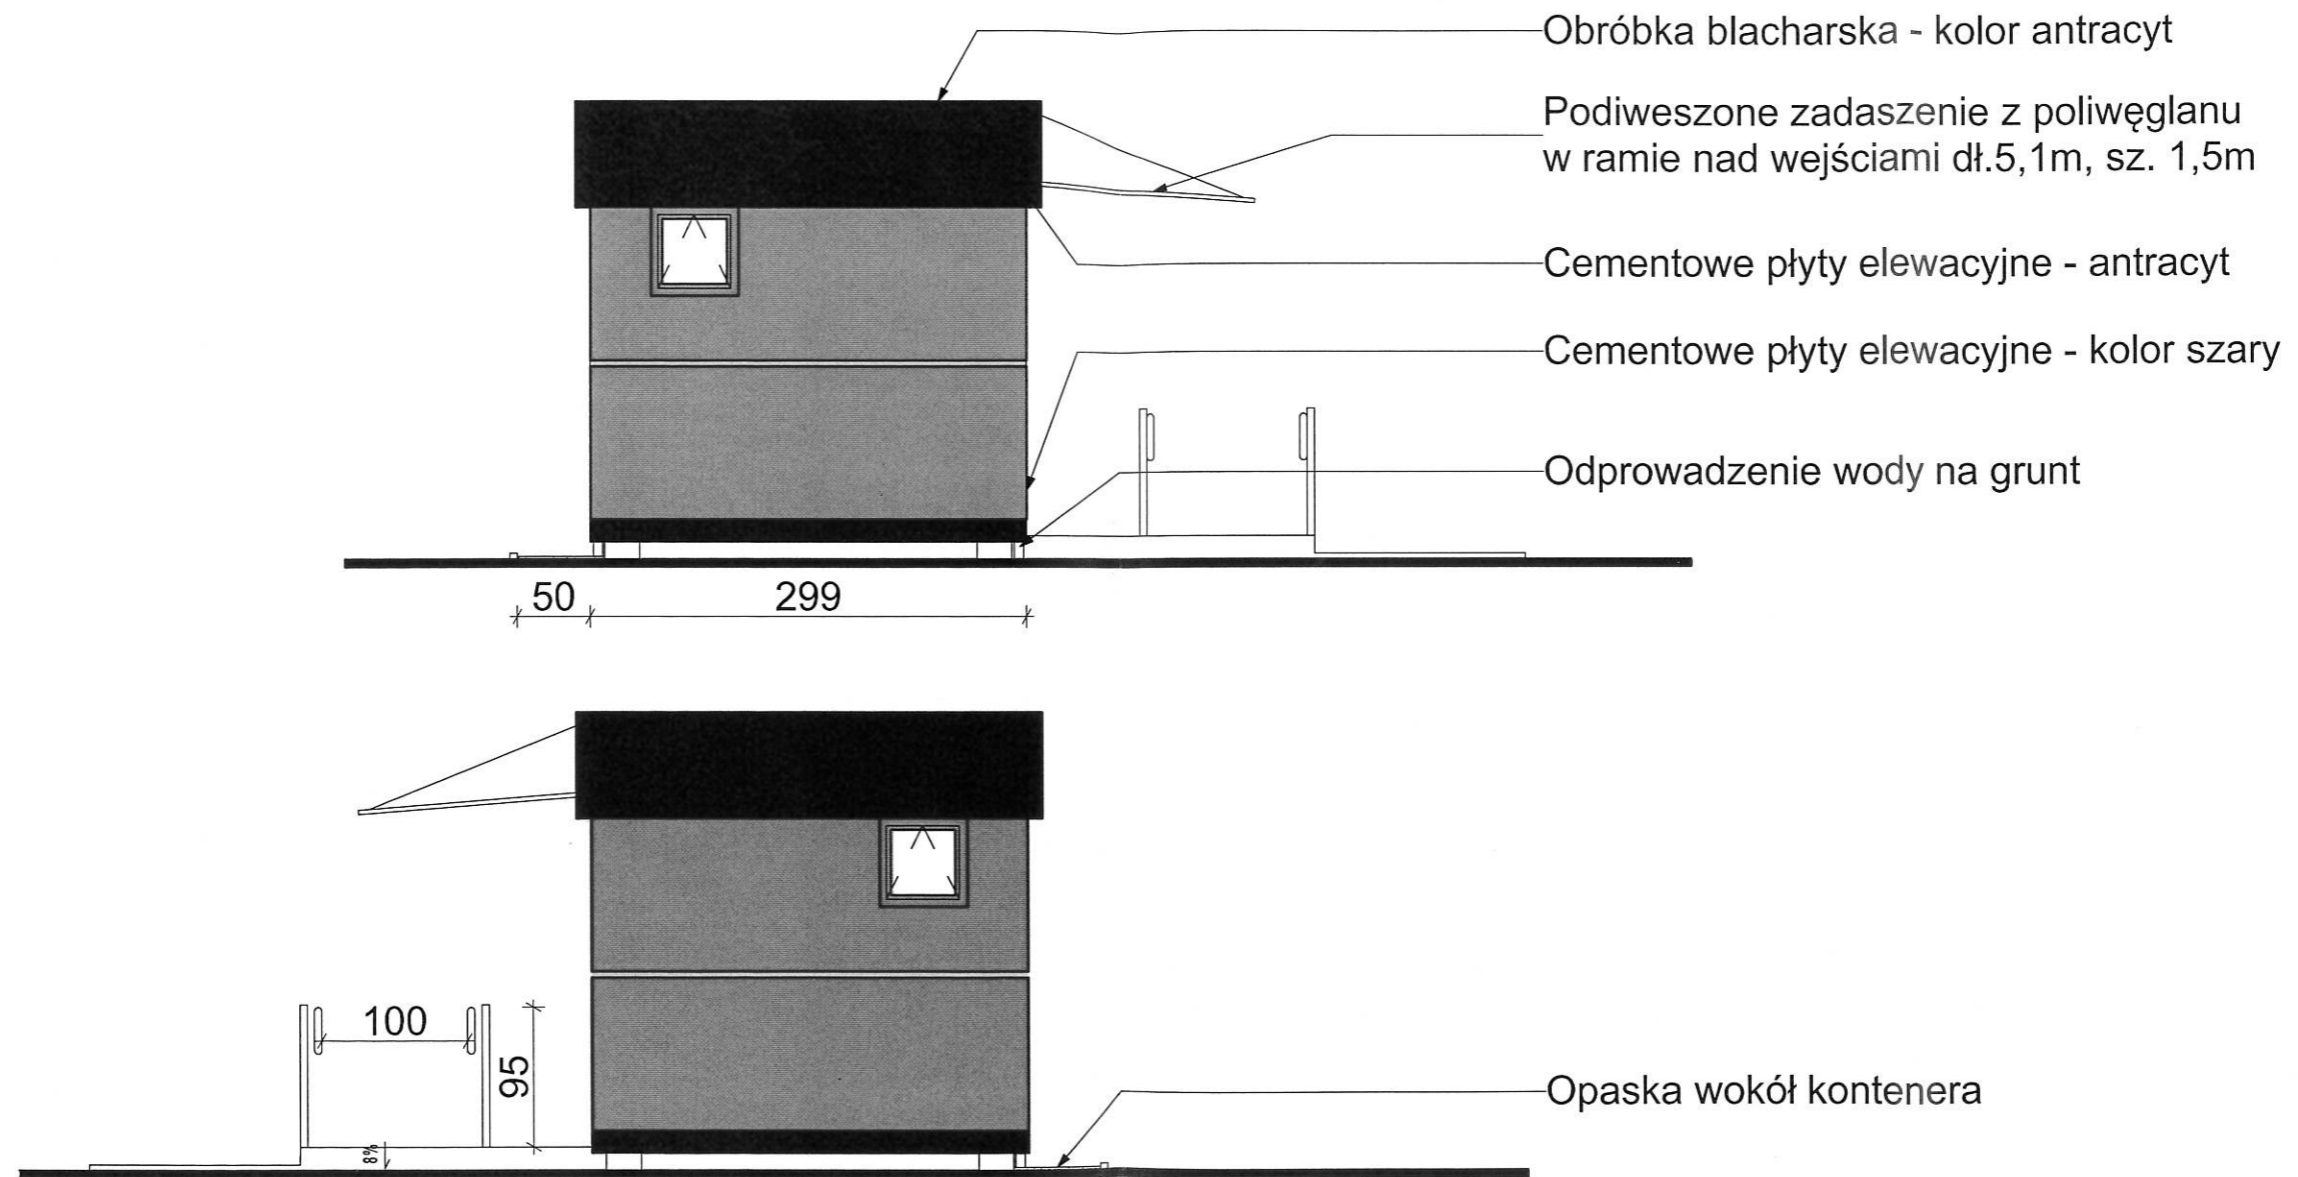 Obróbka blacharska - kolor antracyt
Podiweszone zadaszenie z poliwęglanu
w ramie nad wejściami dł.5,1m, sz. 1,5m
Cementowe płyty elewacyjne - antracyt
Cementowe płyty elewacyjne - kolor szary
Odprowadzenie wody na grunt
50
299
100
95
8%
Opaska wokół kontenera